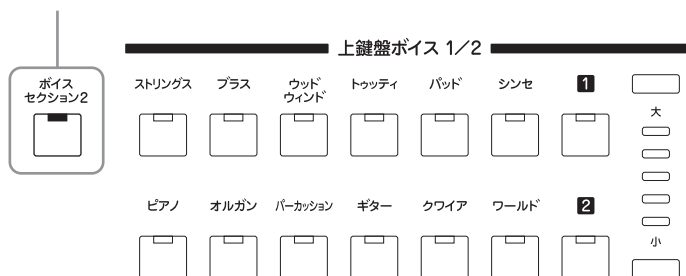 上鍵盤ボイス 1／2
ボイス
セクション2
ストリングス ブラス ウッド
ウィンド トゥッティ パッド シンセ 1
大
ピアノ オルガン パーカッション ギター クワイア ワールド 2
小